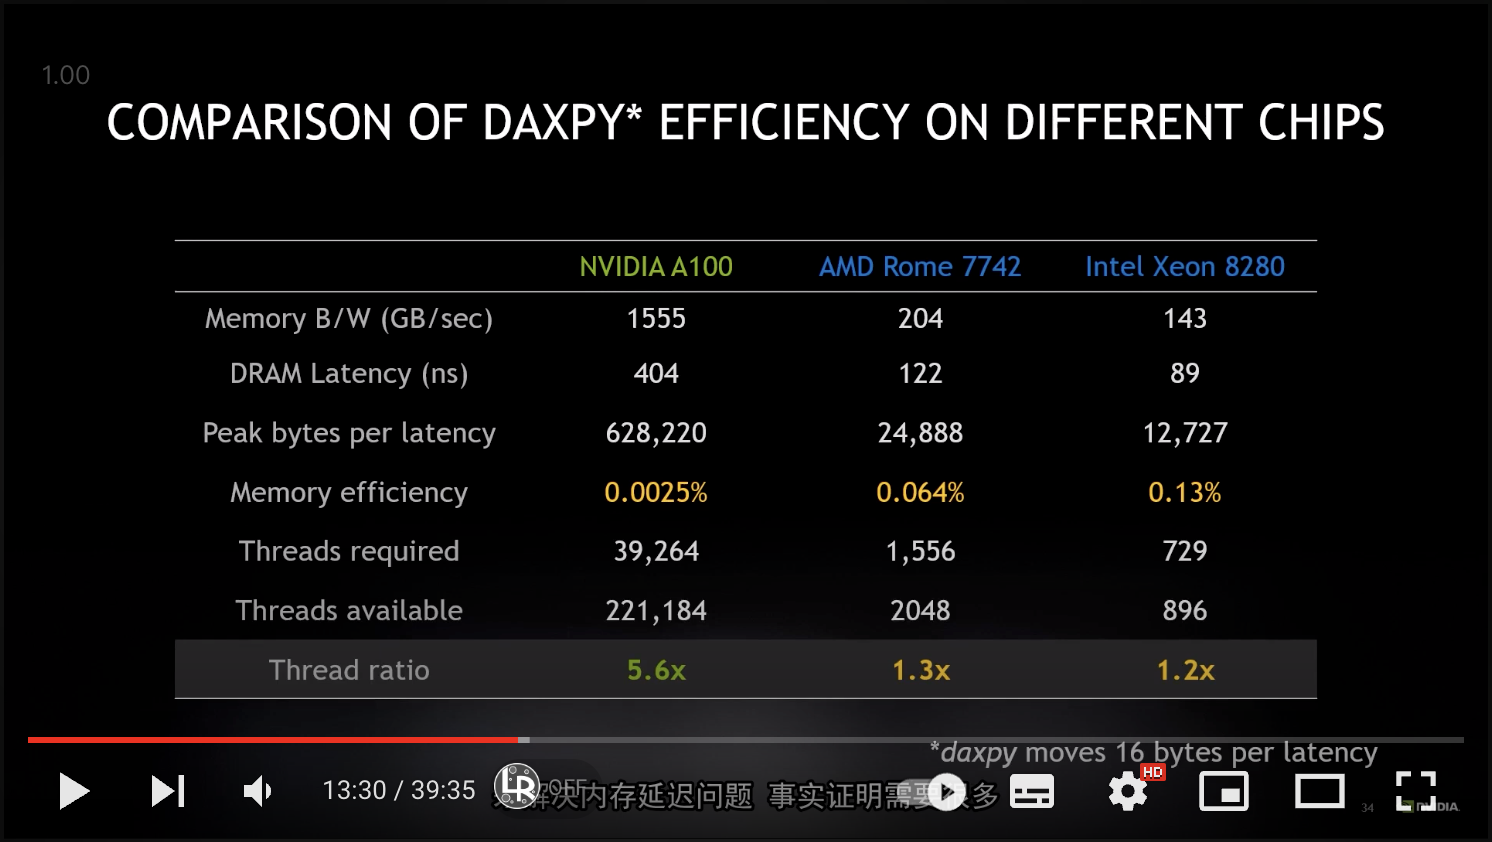 1.00
COMPARISON OF DAXPY* EFFICIENCY ON DIFFERENT CHIPS
NVIDIA A100 AMD Rome 7742 Intel Xeon 8280
Memory B/W (GB/sec) 1555 204 143
DRAM Latency (ns) 404 122 89
Peak bytes per latency 628,220 24,888 12,727
Memory efficiency 0.0025% 0.064% 0.13%
Threads required 39,264 1,556 729
Threads available 221,184 2048 896
Thread ratio 5.6x 1.3x 1.2x
*daxpy moves 16 bytes per latency
13:30 / 39:35 LR OFF 解决内存延迟问题 事实证明需要很多 HD
34 NVIDIA.